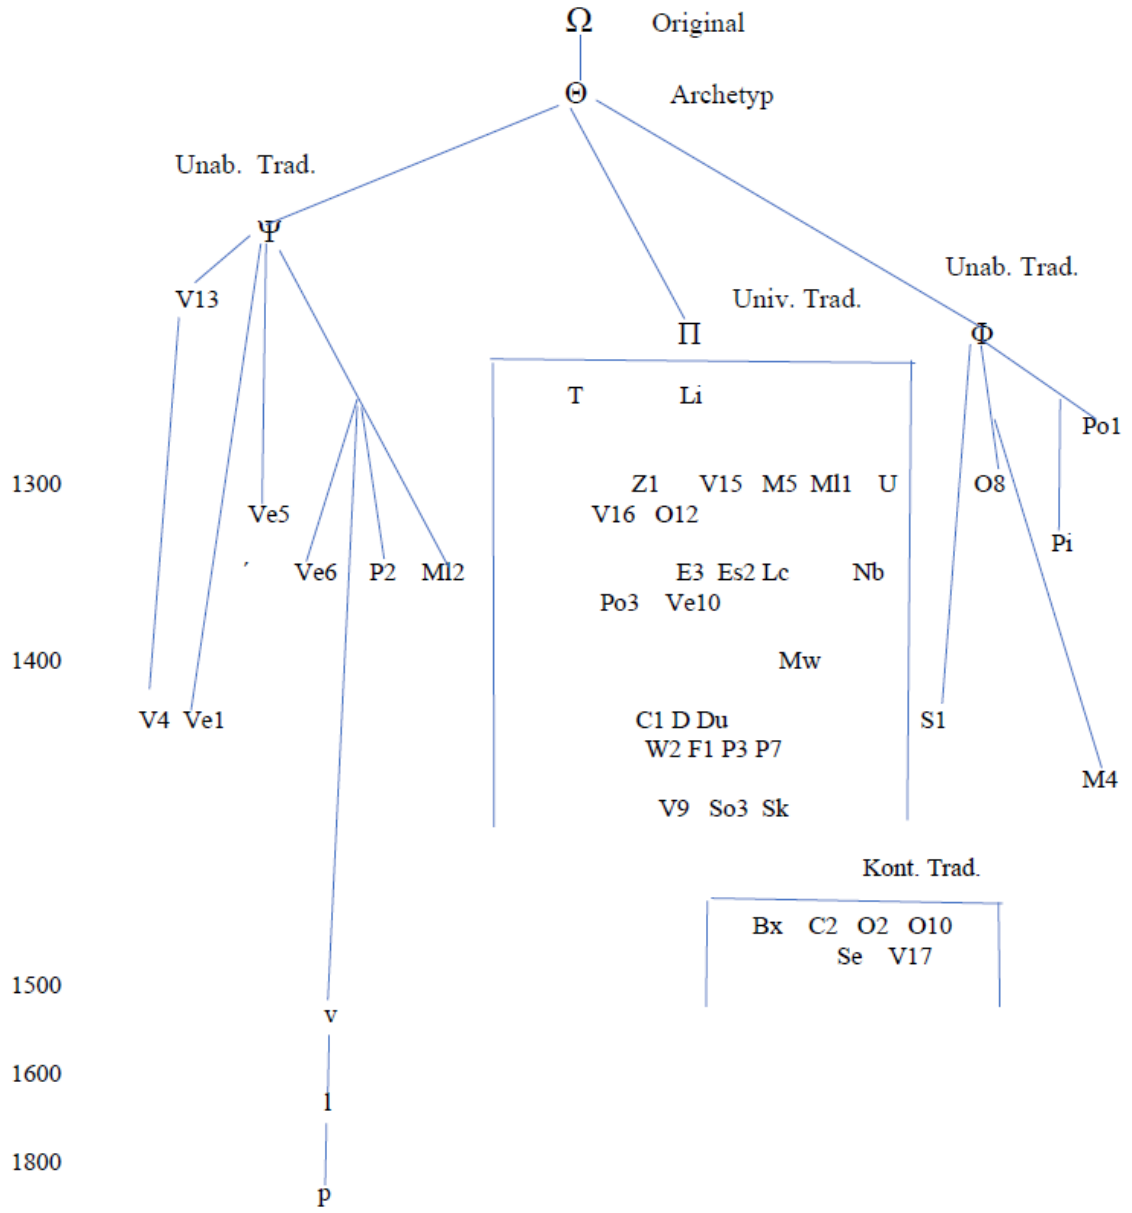 Ω Original
Θ Archetyp
Unab. Trad.
Ψ
Unab. Trad.
V13
Univ. Trad.
Π
Φ
T Li
Po1
1300
Z1 V15 M5 Ml1 U
O8
Ve5
V16 O12
Pi
Ve6 P2 Ml2
E3 Es2 Lc Nb
Po3 Ve10
1400
Mw
V4 Ve1
C1 D Du
S1
W2 F1 P3 P7
M4
V9 So3 Sk
Kont. Trad.
Bx C2 O2 O10
Se V17
1500
v
1600
l
1800
p